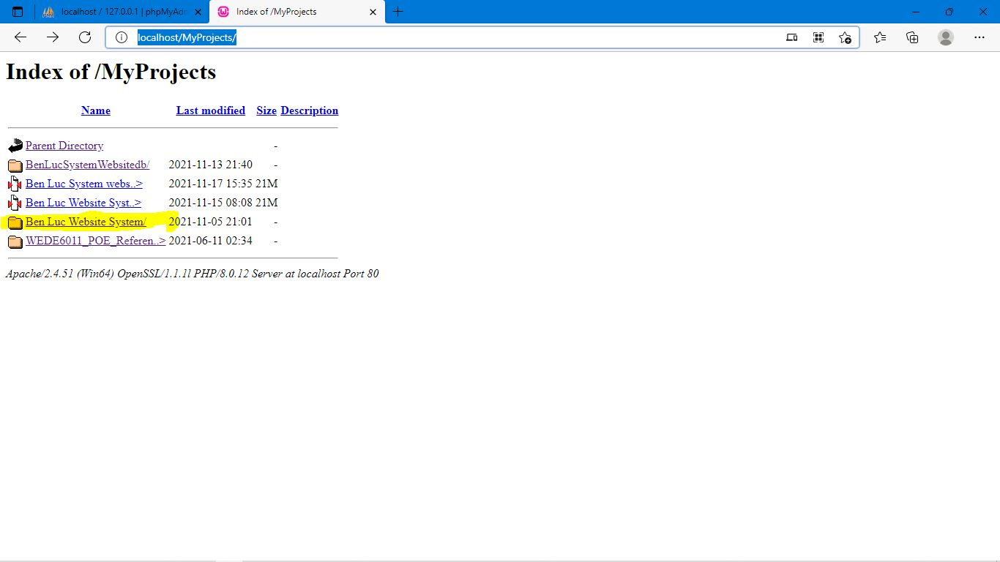 localhost / 127.0.0.1 | phpMyAd
Index of /MyProjects
localhost/MyProjects/
Index of /MyProjects
Name Last modified Size Description
Parent Directory -
BenLucSystemWebsitedb/ 2021-11-13 21:40 -
Ben Luc System webs..> 2021-11-17 15:35 21M
Ben Luc Website Syst..> 2021-11-15 08:08 21M
Ben Luc Website System/ 2021-11-05 21:01 -
WEDE6011_POE_Referen..> 2021-06-11 02:34 -
Apache/2.4.51 (Win64) OpenSSL/1.1.1l PHP/8.0.12 Server at localhost Port 80